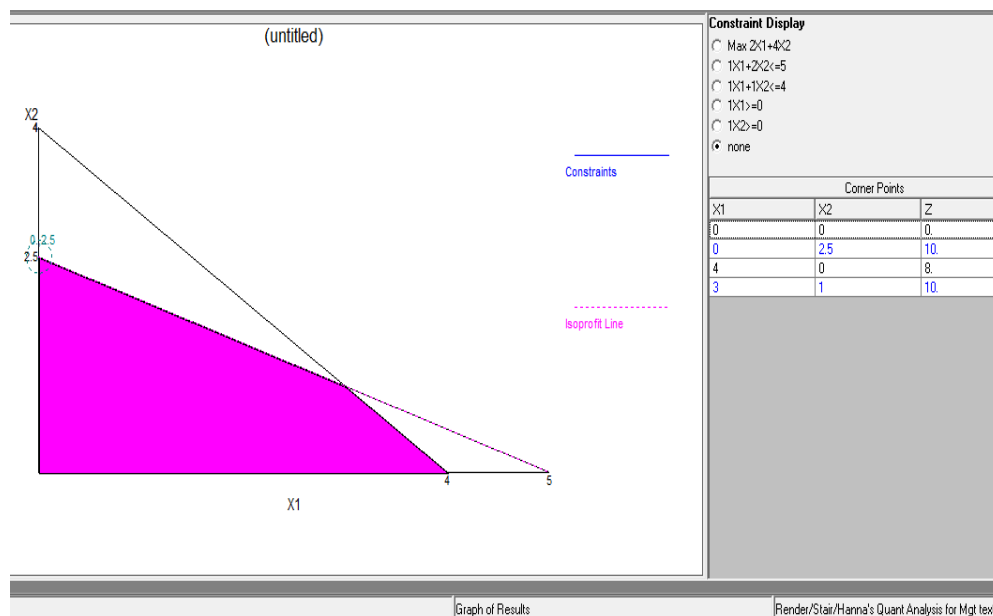 (untitled)
X2
4
0,2.5
2.5
4
5
X1
Constraints
Isoprofit Line
Constraint Display
Max 2X1+4X2
1X1+2X2<=5
1X1+1X2<=4
1X1>=0
1X2>=0
none
Corner Points
X1 X2 Z
0 0 0.
0 2.5 10.
4 0 8.
3 1 10.
Graph of Results
Render/Stair/Hanna's Quant Analysis for Mgt tex